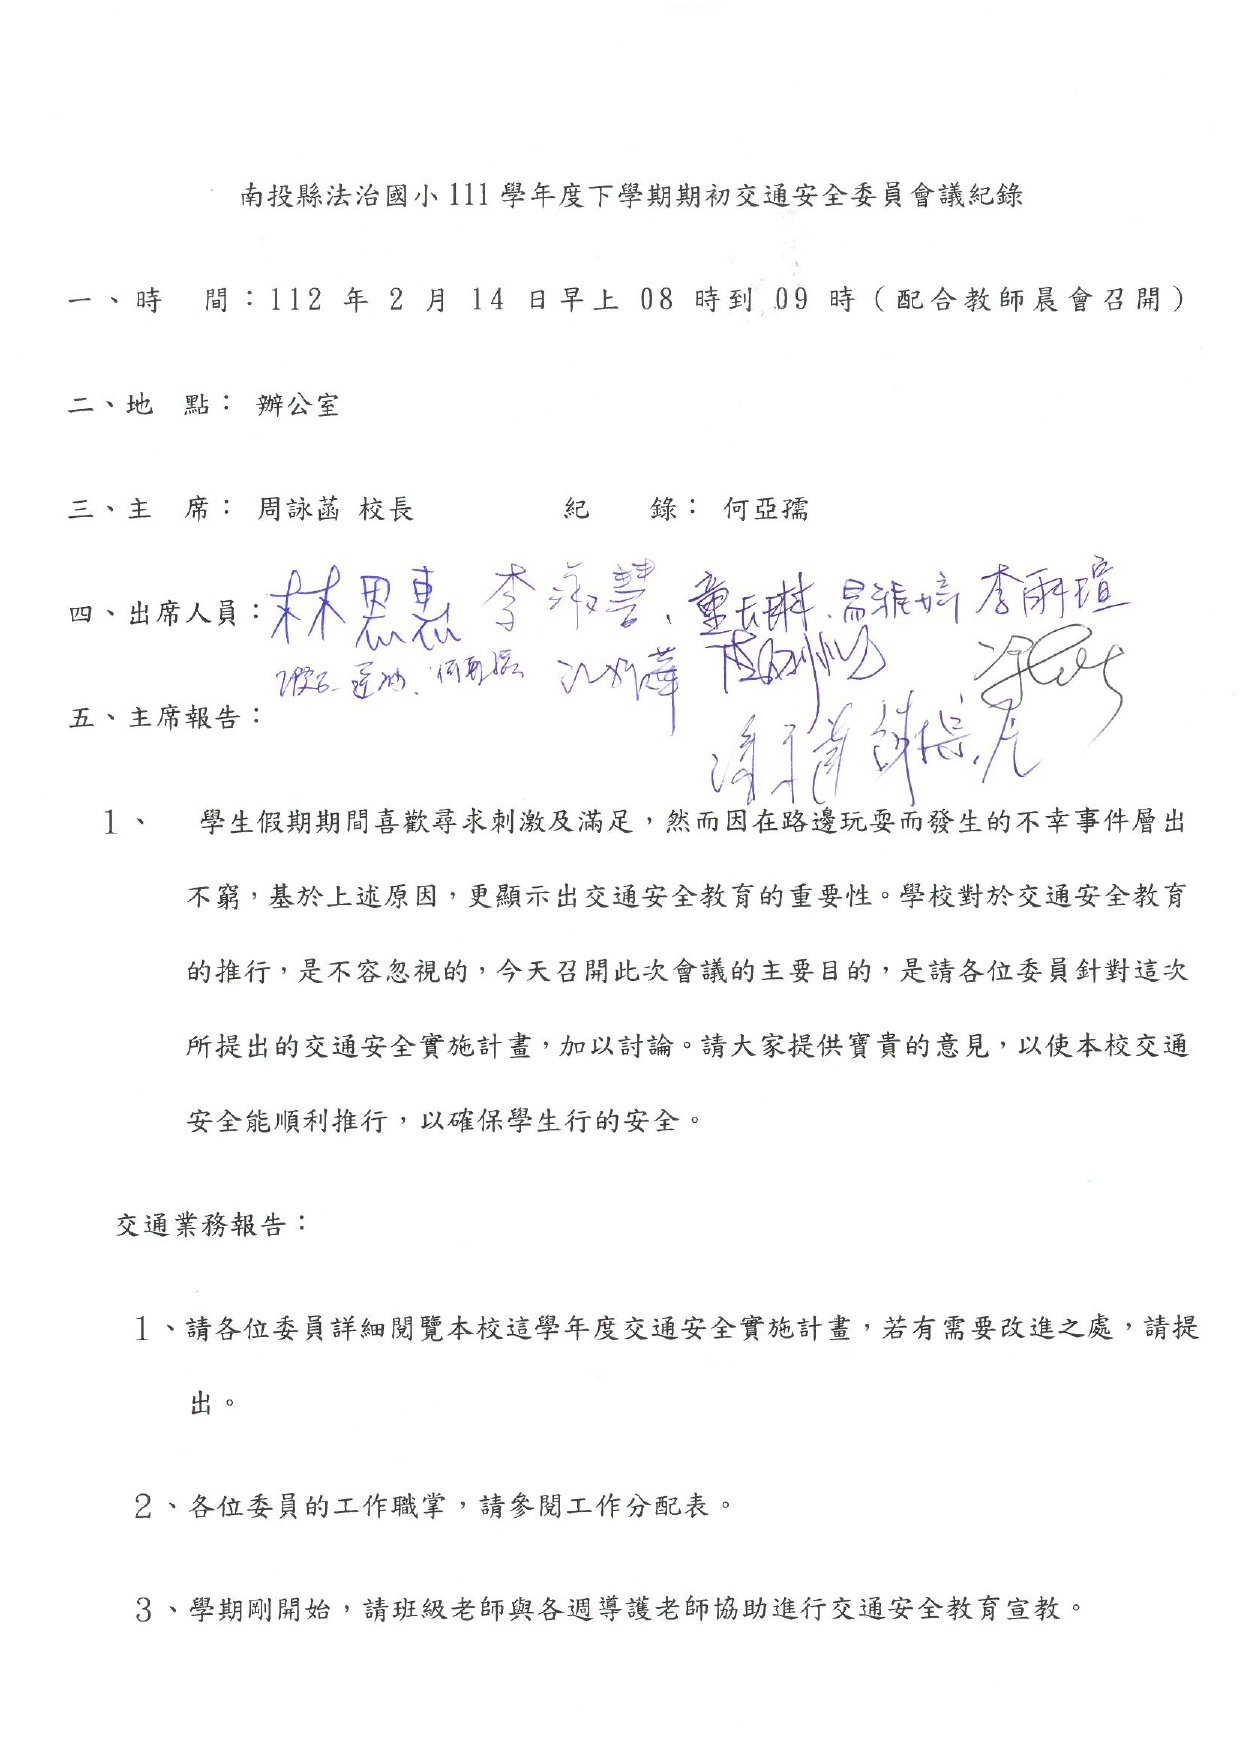 南投縣法治國小111學年度下學期期初交通安全委員會議紀錄
一、時　間：112 年 2 月 14 日早上 08 時到 09 時（配合教師晨會召開）
二、地　點： 辦公室
三、主　席： 周詠菡 校長　　紀　錄： 何亞孺
四、出席人員： 林恩惠 李淑慧、童 李雨瑄
五、主席報告：
1、 學生假期期間喜歡尋求刺激及滿足，然而因在路邊玩耍而發生的不幸事件層出
不窮，基於上述原因，更顯示出交通安全教育的重要性。學校對於交通安全教育
的推行，是不容忽視的，今天召開此次會議的主要目的，是請各位委員針對這次
所提出的交通安全實施計畫，加以討論。請大家提供寶貴的意見，以使本校交通
安全能順利推行，以確保學生行的安全。
交通業務報告：
1、請各位委員詳細閱覽本校這學年度交通安全實施計畫，若有需要改進之處，請提
出。
2、各位委員的工作職掌，請參閱工作分配表。
3、學期剛開始，請班級老師與各週導護老師協助進行交通安全教育宣教。